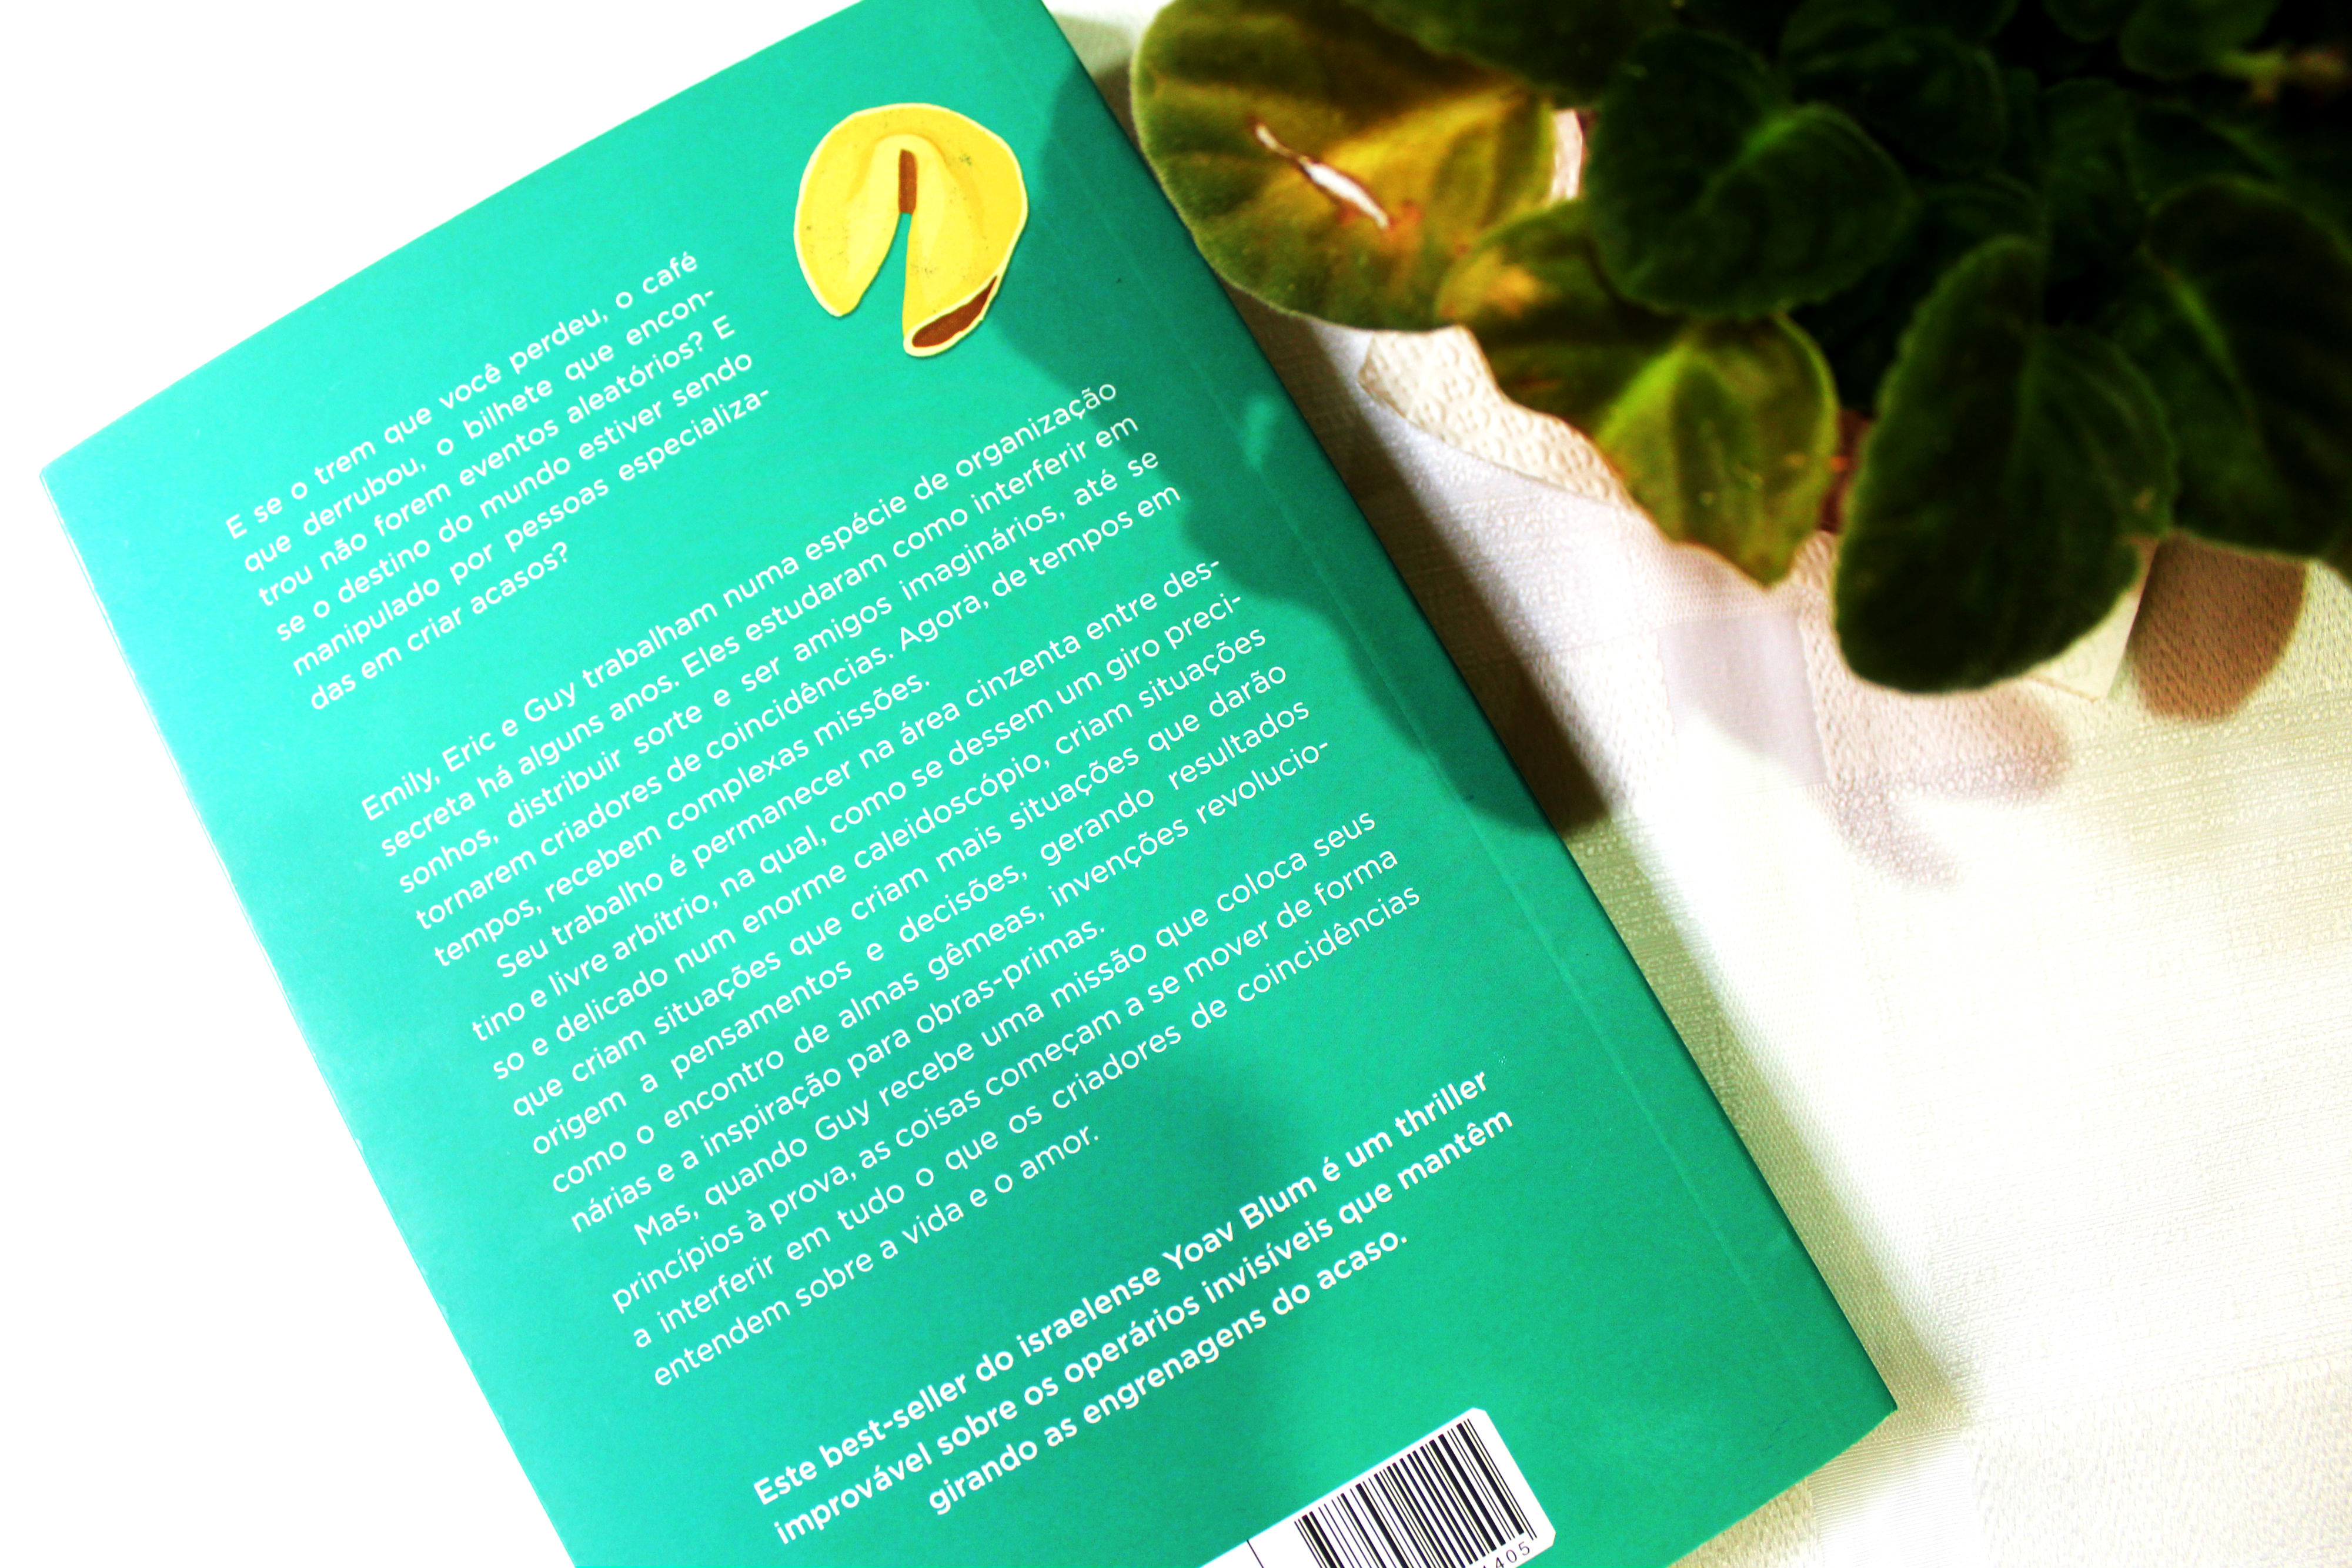 E se o trem que você perdeu, o café
que derrubou, o bilhete que encon-
trou não forem eventos aleatórios? E
se o destino do mundo estiver sendo
manipulado por pessoas especializa-
das em criar acasos?
Emily, Eric e Guy trabalham numa espécie de organização
secreta há alguns anos. Eles estudaram como interferir em
sonhos, distribuir sorte e ser amigos imaginários, até se
tornarem criadores de coincidências. Agora, de tempos em
tempos, recebem complexas missões.
Seu trabalho é permanecer na área cinzenta entre des-
tino e livre arbítrio, na qual, como se dessem um giro preci-
so e delicado num enorme caleidoscópio, criam situações
que criam situações que criam mais situações que darão
origem a pensamentos e decisões, gerando resultados
como o encontro de almas gêmeas, invenções revolucio-
nárias e a inspiração para obras-primas.
Mas, quando Guy recebe uma missão que coloca seus
princípios à prova, as coisas começam a se mover de forma
a interferir em tudo o que os criadores de coincidências
entendem sobre a vida e o amor.
Este best-seller do israelense Yoav Blum é um thriller
improvável sobre os operários invisíveis que mantêm
girando as engrenagens do acaso.
405